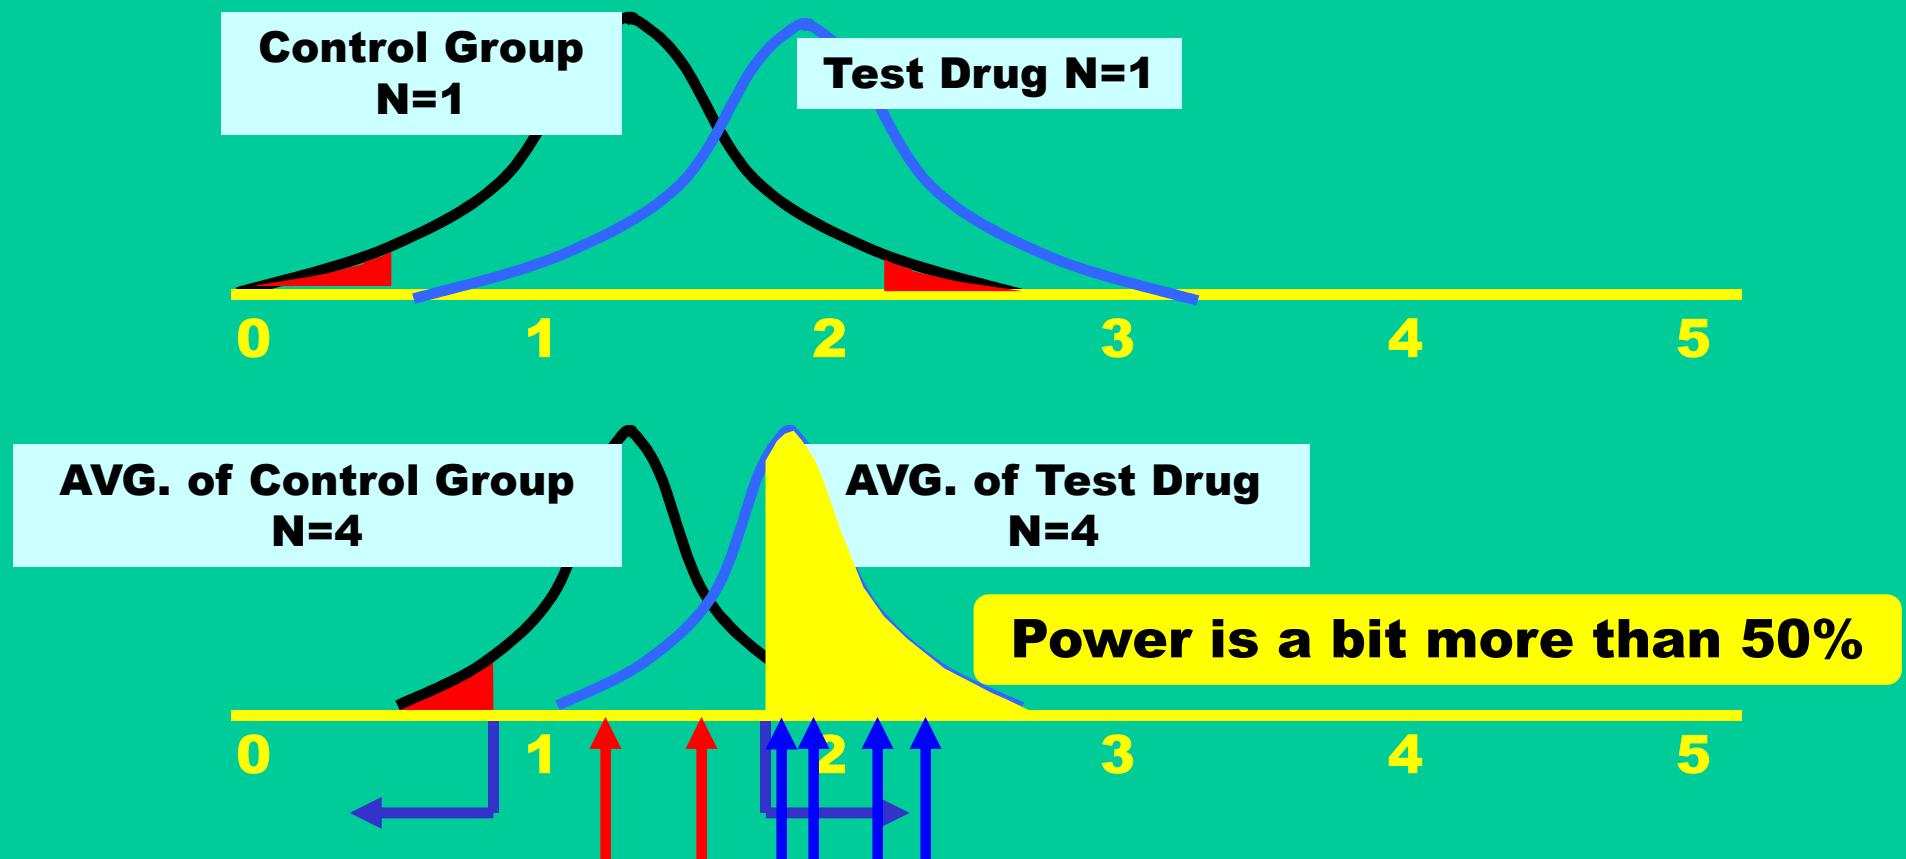 Control Group
N=1
Test Drug N=1
0 1 2 3 4 5
AVG. of Control Group
N=4
AVG. of Test Drug
N=4
Power is a bit more than 50%
0 1 2 3 4 5